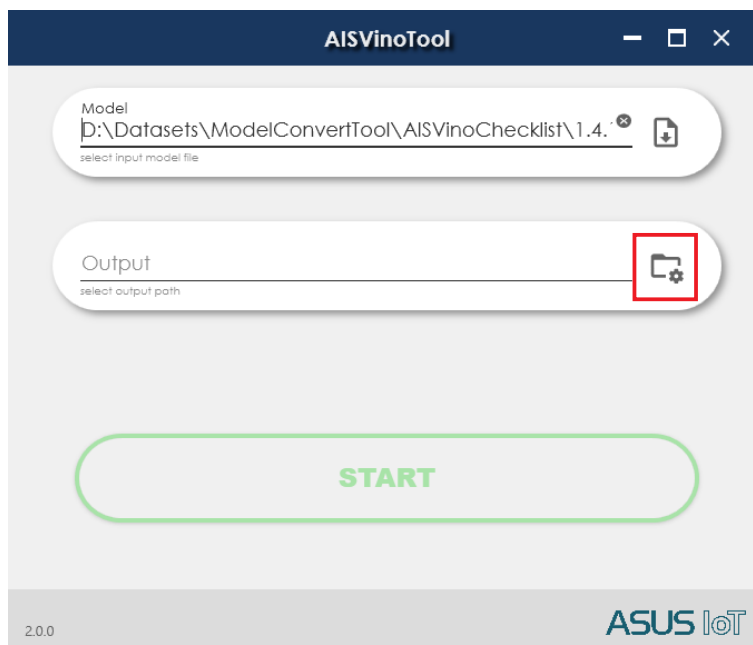 AISVinoTool
Model
D:\Datasets\ModelConvertTool\AISVinoChecklist\1.4.
select input model file
Output
select output path
START
2.0.0
ASUS IoT